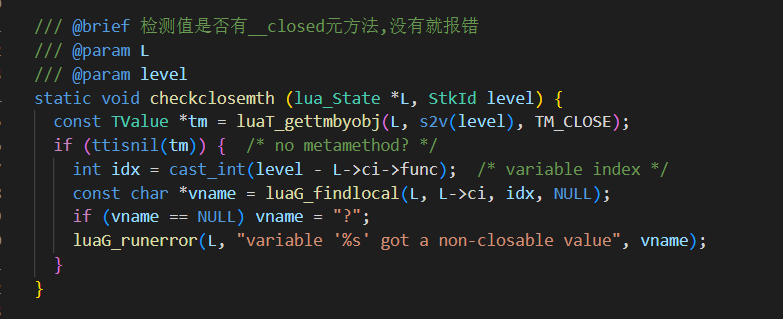 /// @brief 检测值是否有__closed元方法,没有就报错
/// @param L
/// @param level
static void checkclosemth (lua_State *L, StkId level) {
  const TValue *tm = luaT_gettmbyobj(L, s2v(level), TM_CLOSE);
  if (ttisnil(tm)) {  /* no metamethod? */
    int idx = cast_int(level - L->ci->func);  /* variable index */
    const char *vname = luaG_findlocal(L, L->ci, idx, NULL);
    if (vname == NULL) vname = "?";
    luaG_runerror(L, "variable '%s' got a non-closable value", vname);
  }
}